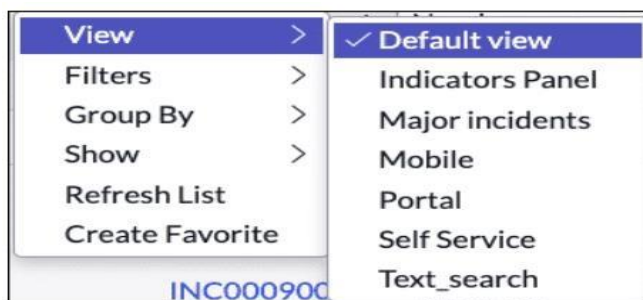 View >
Filters >
Group By >
Show >
Refresh List
Create Favorite
✓ Default view
Indicators Panel
Major incidents
Mobile
Portal
Self Service
Text_search
INC000900